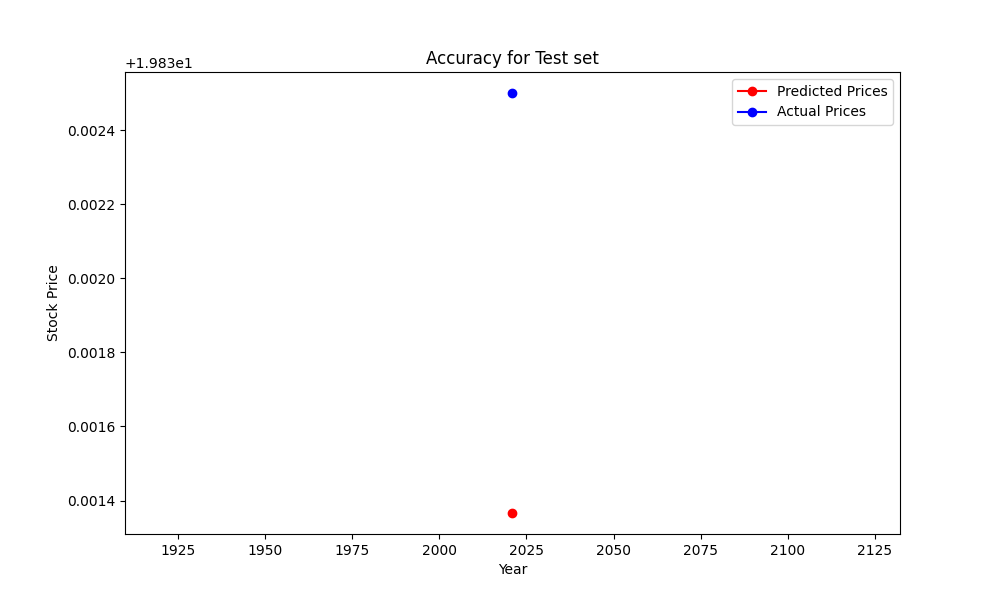 Accuracy for Test set
+1.983e1
Predicted Prices
Actual Prices
0.0024
0.0022
0.0020
0.0018
0.0016
0.0014
Stock Price
1925 1950 1975 2000 2025 2050 2075 2100 2125
Year